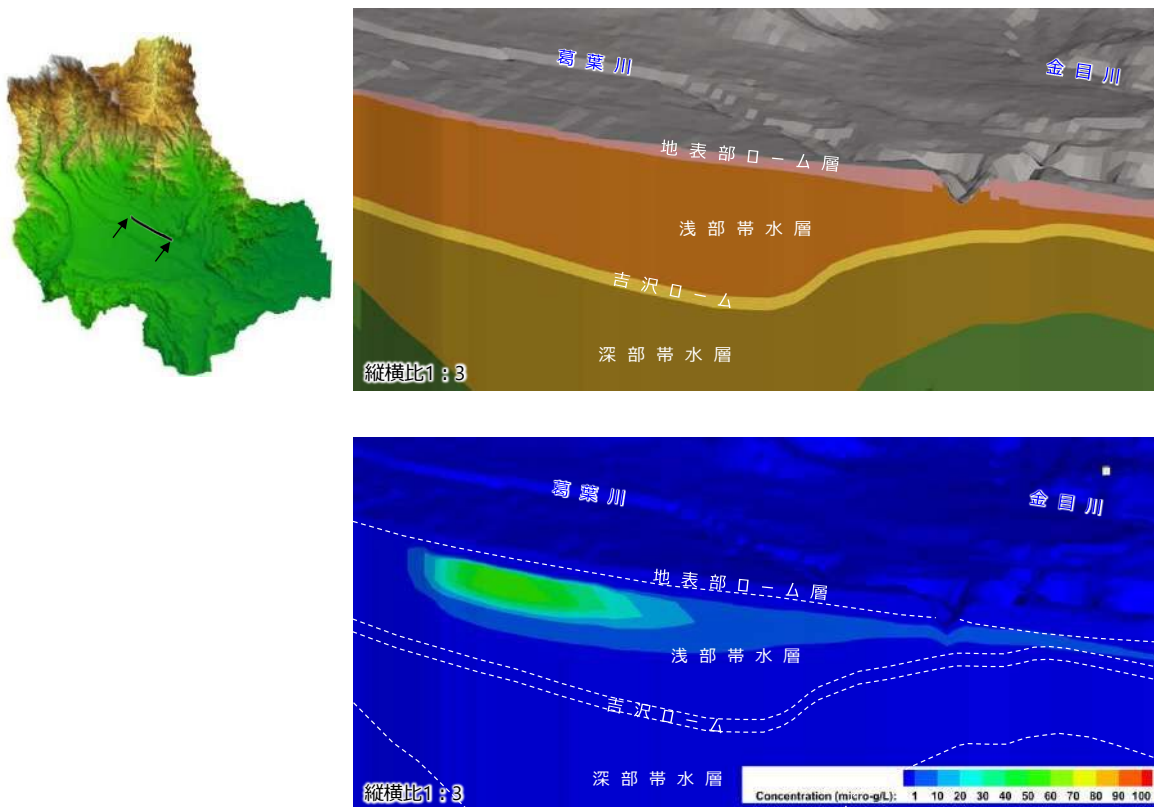 葛葉川
金目川
地表部ローム層
浅部帯水層
吉沢ローム
深部帯水層
縦横比1：3
葛葉川
金目川
地表部ローム層
浅部帯水層
吉沢ローム
深部帯水層
縦横比1：3
Concentration (micro-g/L): 1 10 20 30 40 50 60 70 80 90 100